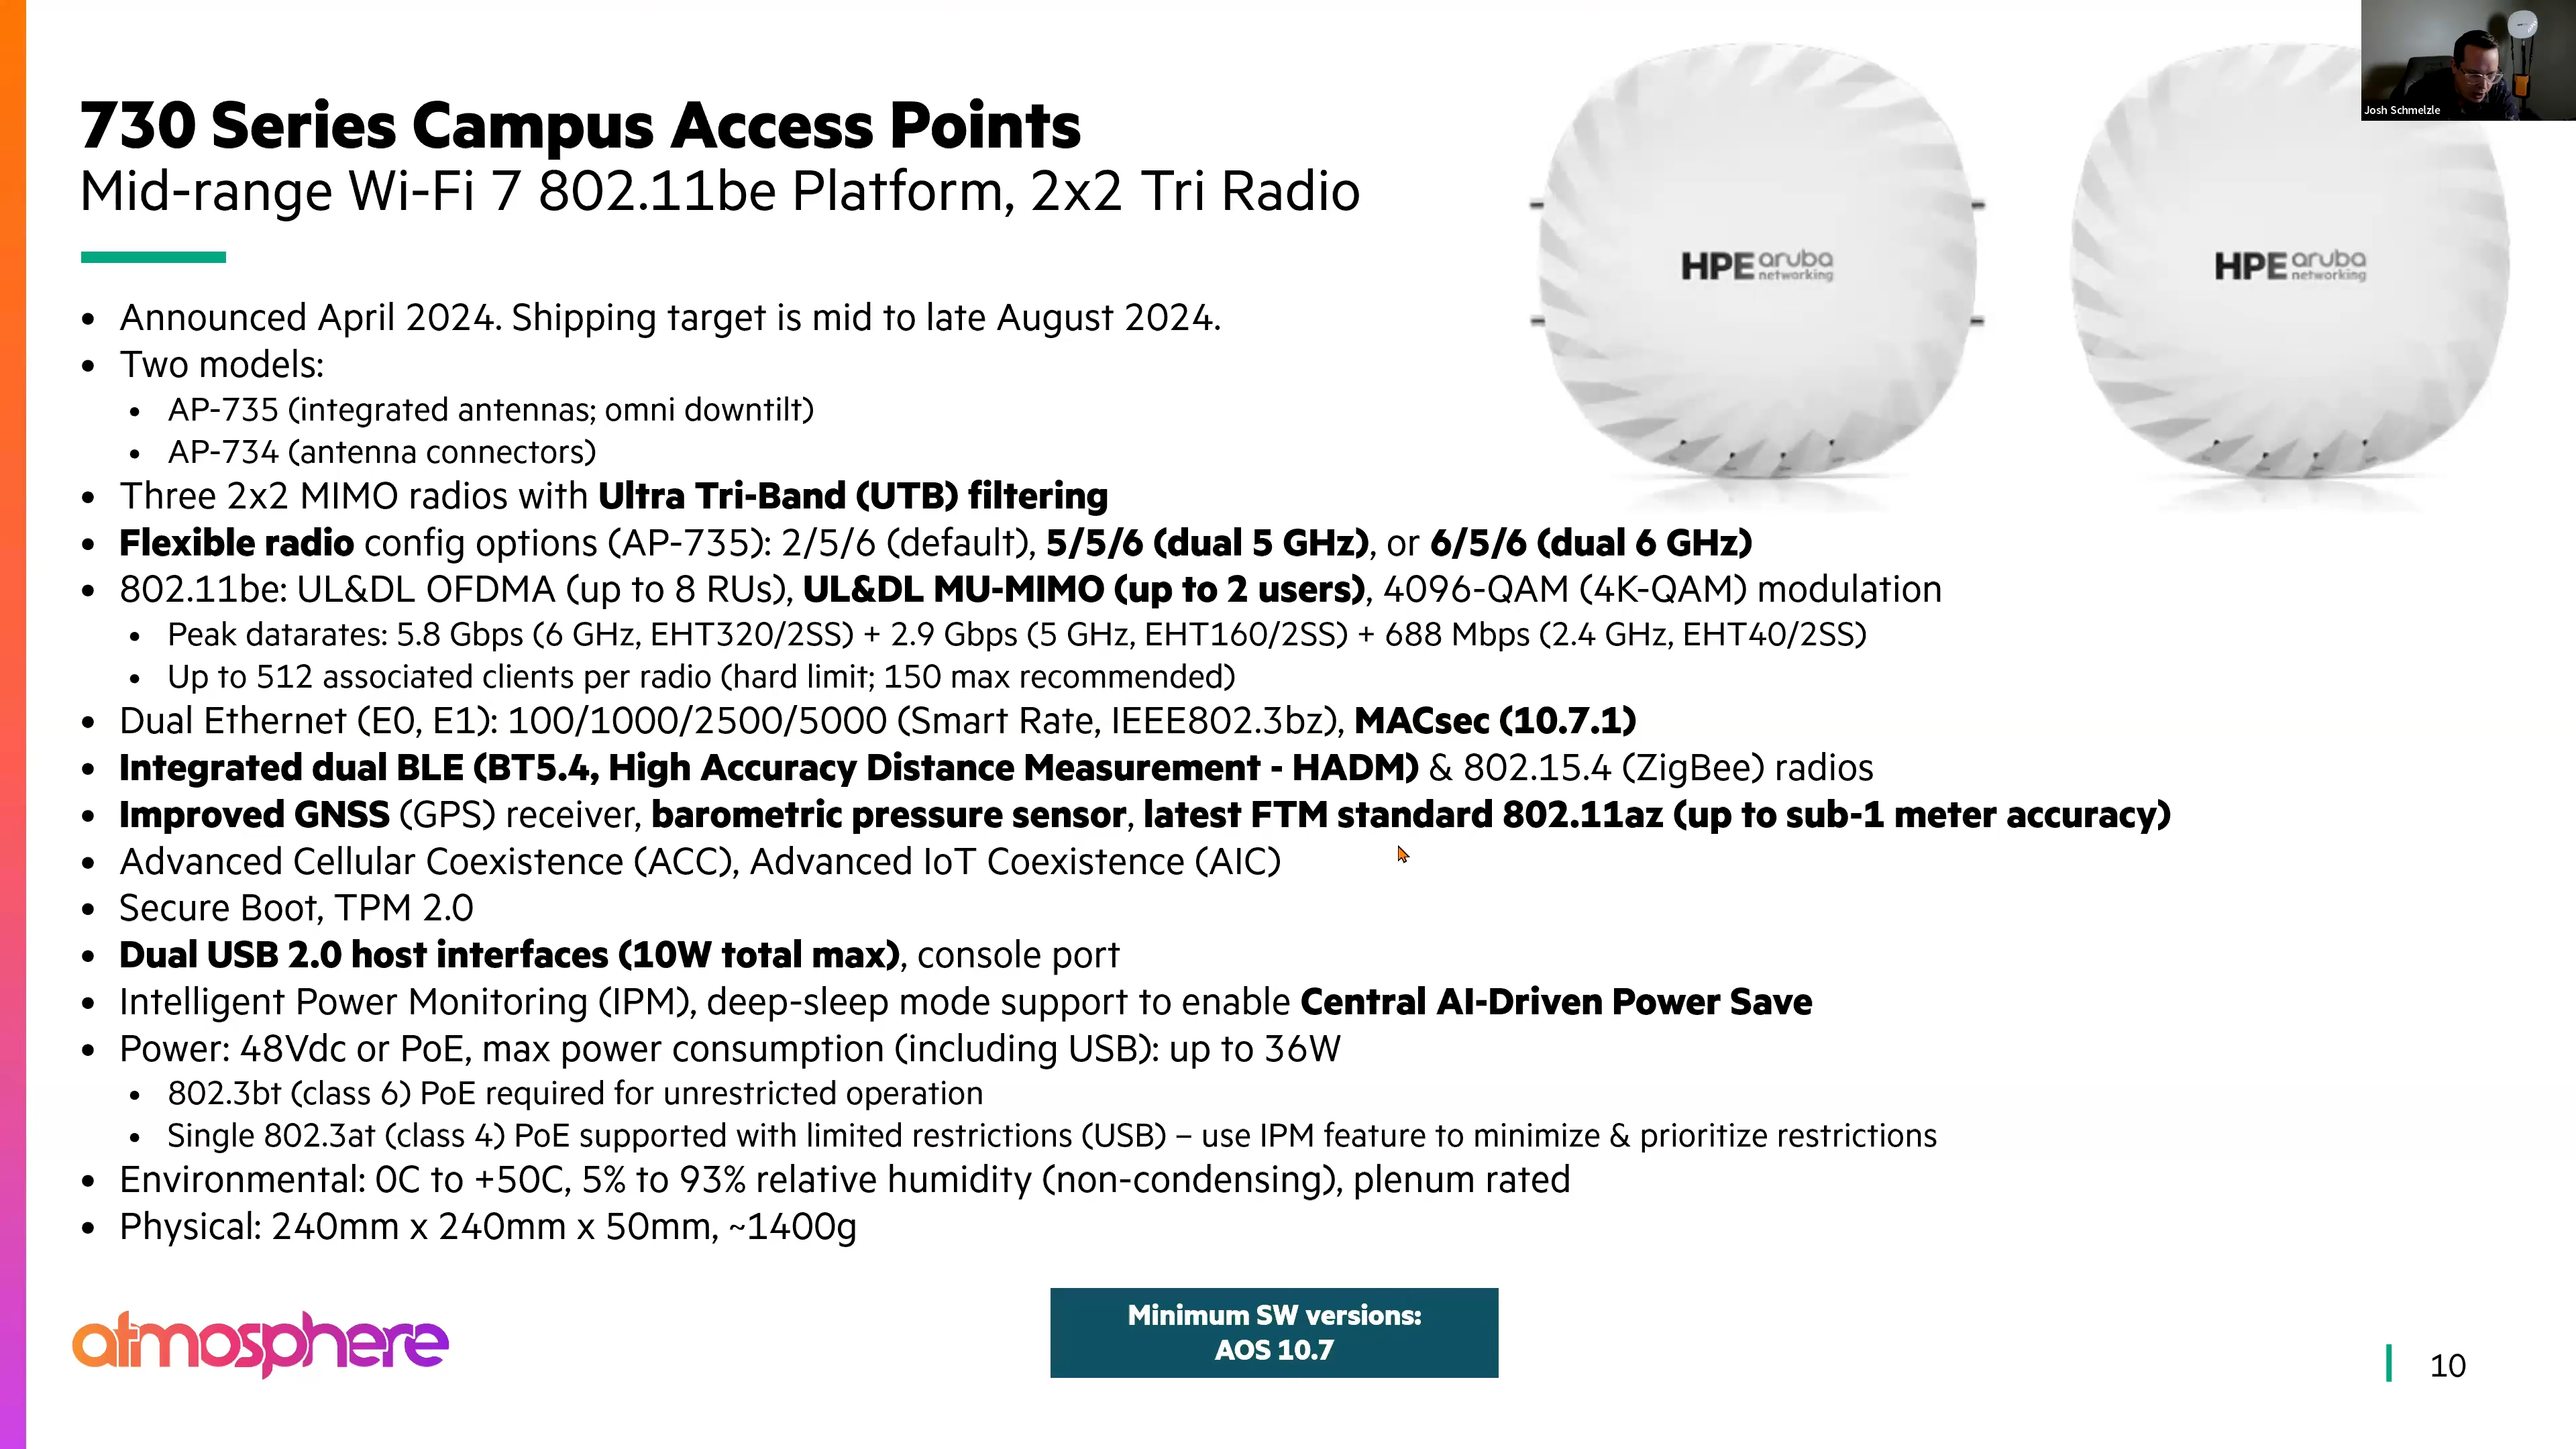 Josh Schmelzle
730 Series Campus Access Points
Mid-range Wi-Fi 7 802.11be Platform, 2x2 Tri Radio
HPE aruba networking
HPE aruba networking
• Announced April 2024. Shipping target is mid to late August 2024.
• Two models:
• AP-735 (integrated antennas; omni downtilt)
• AP-734 (antenna connectors)
• Three 2x2 MIMO radios with Ultra Tri-Band (UTB) filtering
• Flexible radio config options (AP-735): 2/5/6 (default), 5/5/6 (dual 5 GHz), or 6/5/6 (dual 6 GHz)
• 802.11be: UL&DL OFDMA (up to 8 RUs), UL&DL MU-MIMO (up to 2 users), 4096-QAM (4K-QAM) modulation
• Peak datarates: 5.8 Gbps (6 GHz, EHT320/2SS) + 2.9 Gbps (5 GHz, EHT160/2SS) + 688 Mbps (2.4 GHz, EHT40/2SS)
• Up to 512 associated clients per radio (hard limit; 150 max recommended)
• Dual Ethernet (E0, E1): 100/1000/2500/5000 (Smart Rate, IEEE802.3bz), MACsec (10.7.1)
• Integrated dual BLE (BT5.4, High Accuracy Distance Measurement - HADM) & 802.15.4 (ZigBee) radios
• Improved GNSS (GPS) receiver, barometric pressure sensor, latest FTM standard 802.11az (up to sub-1 meter accuracy)
• Advanced Cellular Coexistence (ACC), Advanced IoT Coexistence (AIC)
• Secure Boot, TPM 2.0
• Dual USB 2.0 host interfaces (10W total max), console port
• Intelligent Power Monitoring (IPM), deep-sleep mode support to enable Central AI-Driven Power Save
• Power: 48Vdc or PoE, max power consumption (including USB): up to 36W
• 802.3bt (class 6) PoE required for unrestricted operation
• Single 802.3at (class 4) PoE supported with limited restrictions (USB) – use IPM feature to minimize & prioritize restrictions
• Environmental: 0C to +50C, 5% to 93% relative humidity (non-condensing), plenum rated
• Physical: 240mm x 240mm x 50mm, ~1400g
atmosphere
Minimum SW versions:
AOS 10.7
10